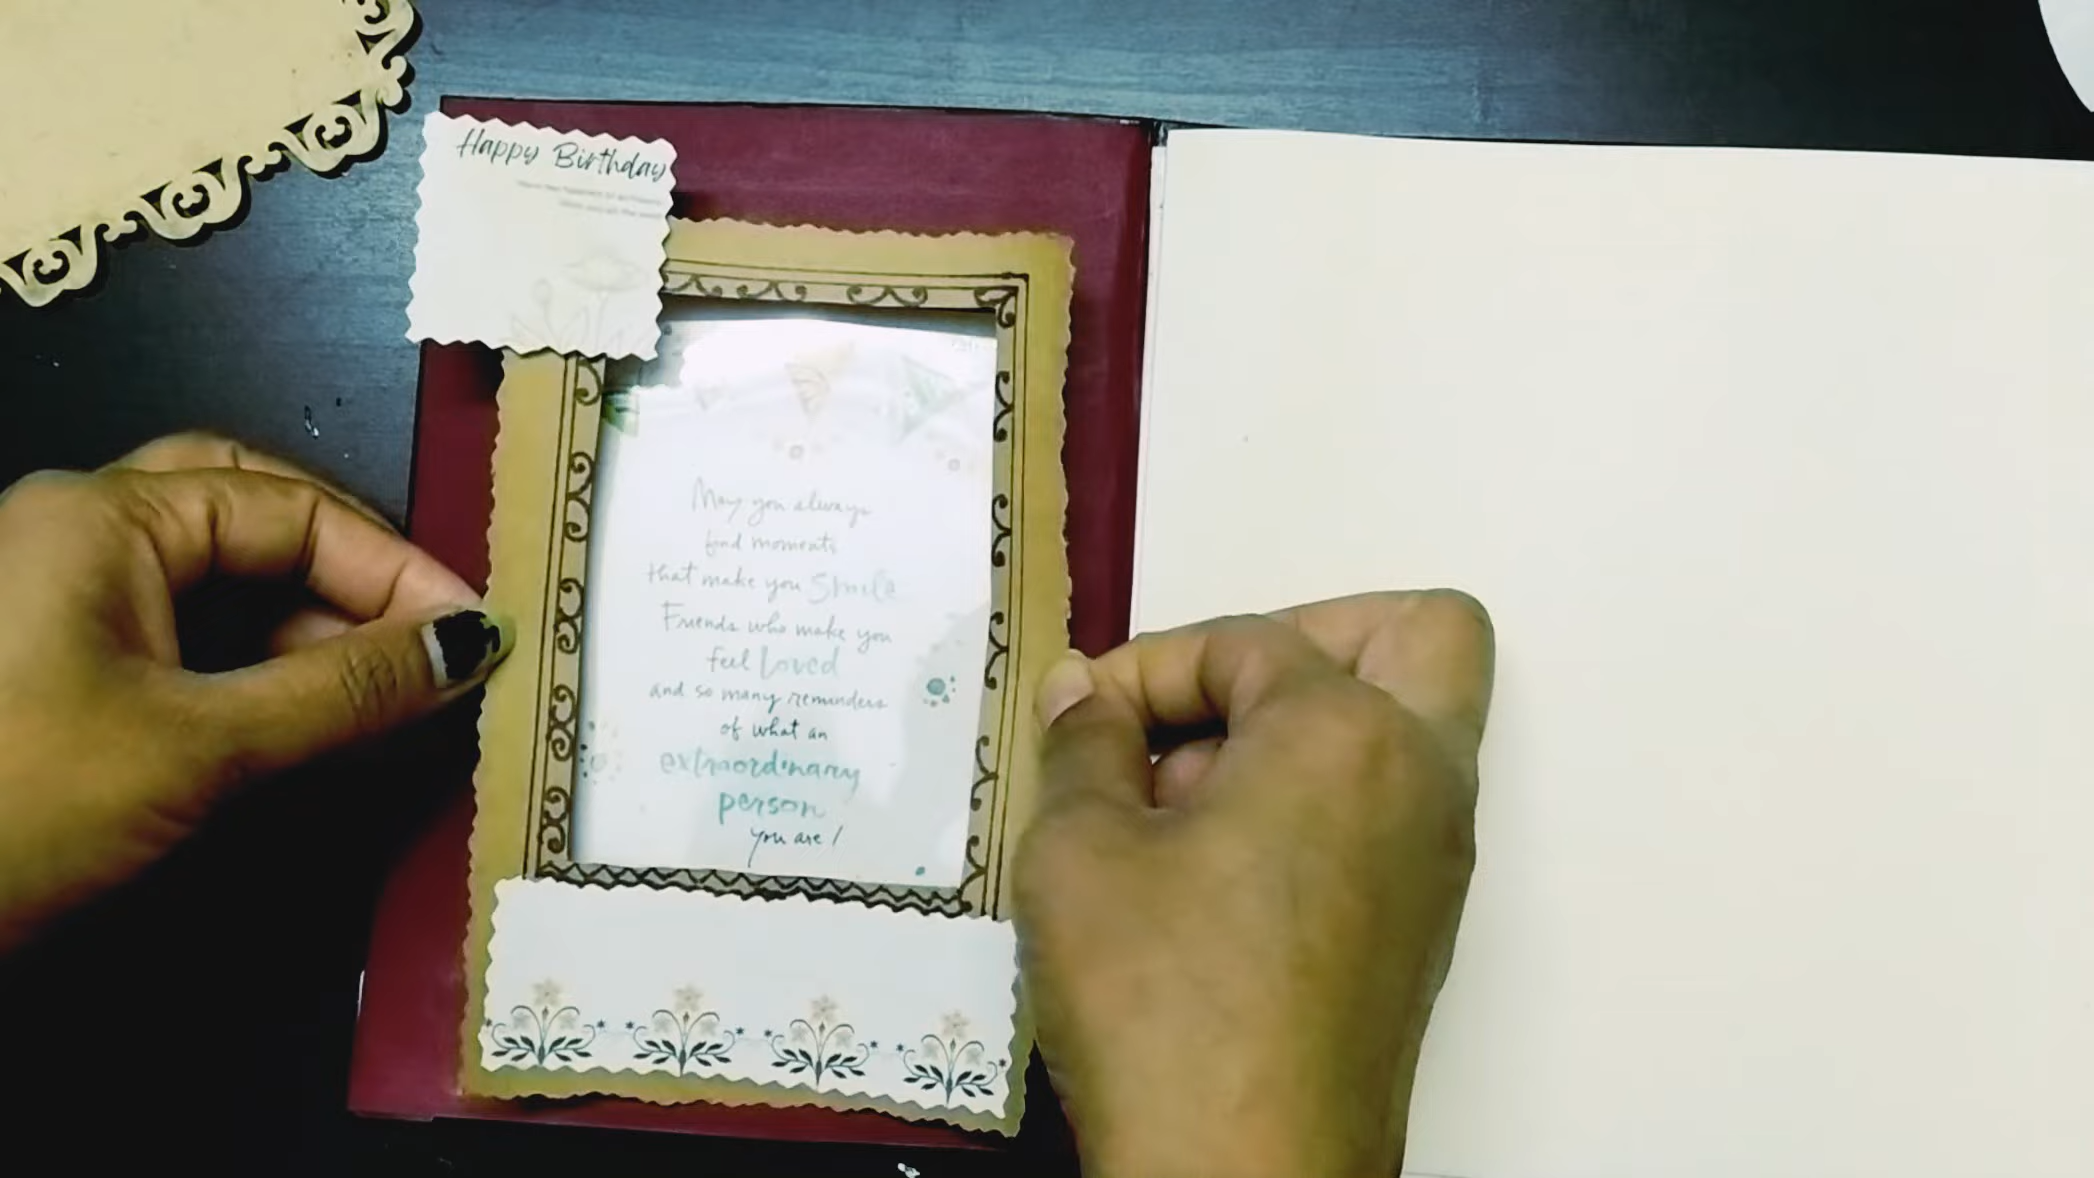 Happy Birthday
May you always
find moments
that make you Smile
Friends who make you
feel Loved
and so many reminders
of what an
extraordinary
person
you are !